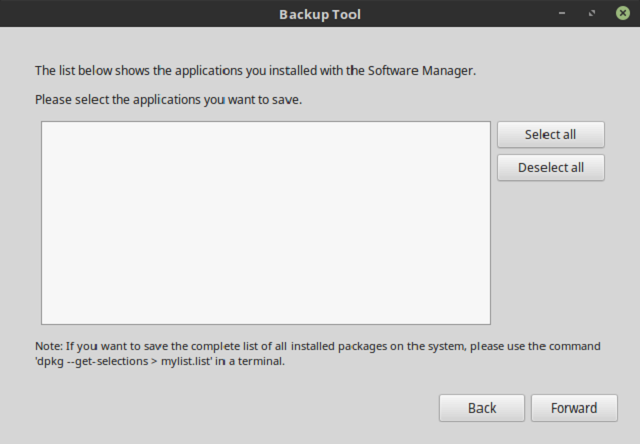 Backup Tool
The list below shows the applications you installed with the Software Manager.
Please select the applications you want to save.
Select all
Deselect all
Note: If you want to save the complete list of all installed packages on the system, please use the command
'dpkg --get-selections > mylist.list' in a terminal.
Back
Forward